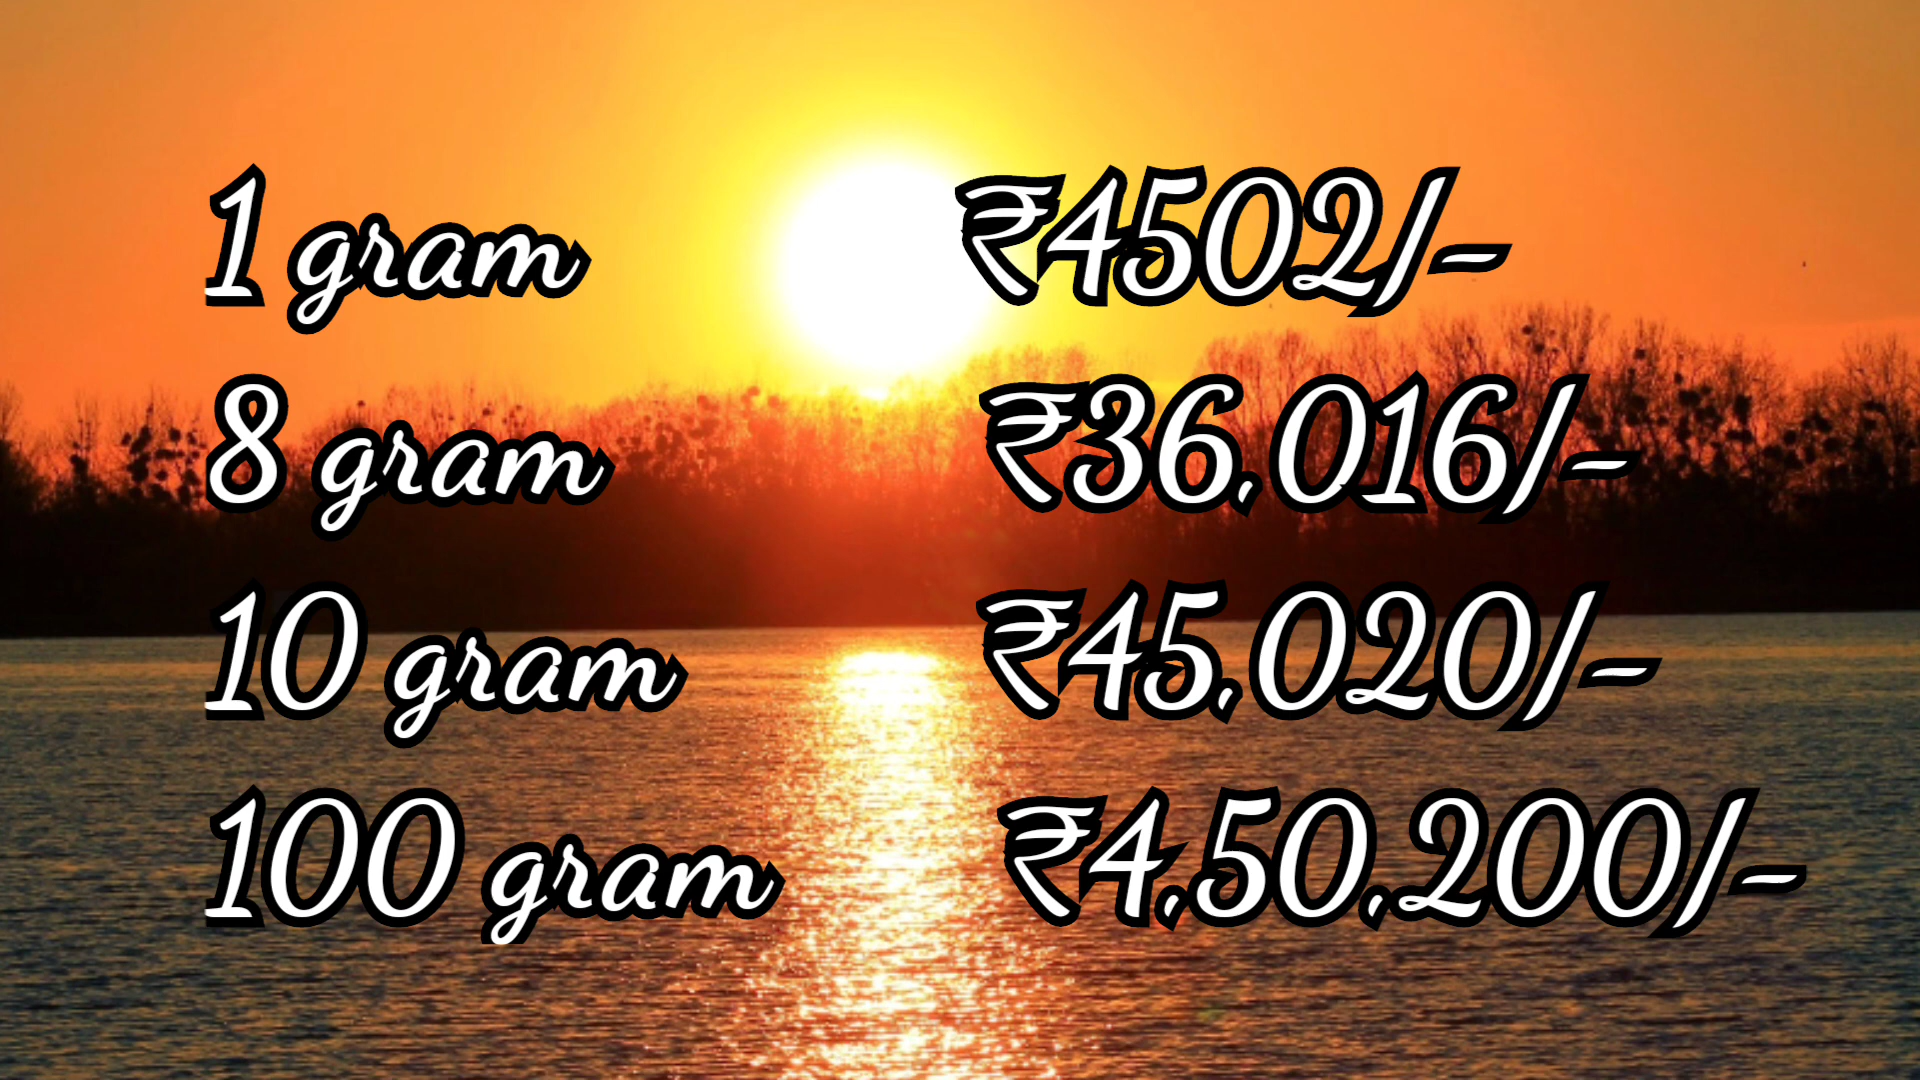 1 gram ₹4502/-
8 gram ₹36,016/-
10 gram ₹45,020/-
100 gram ₹4,50,200/-